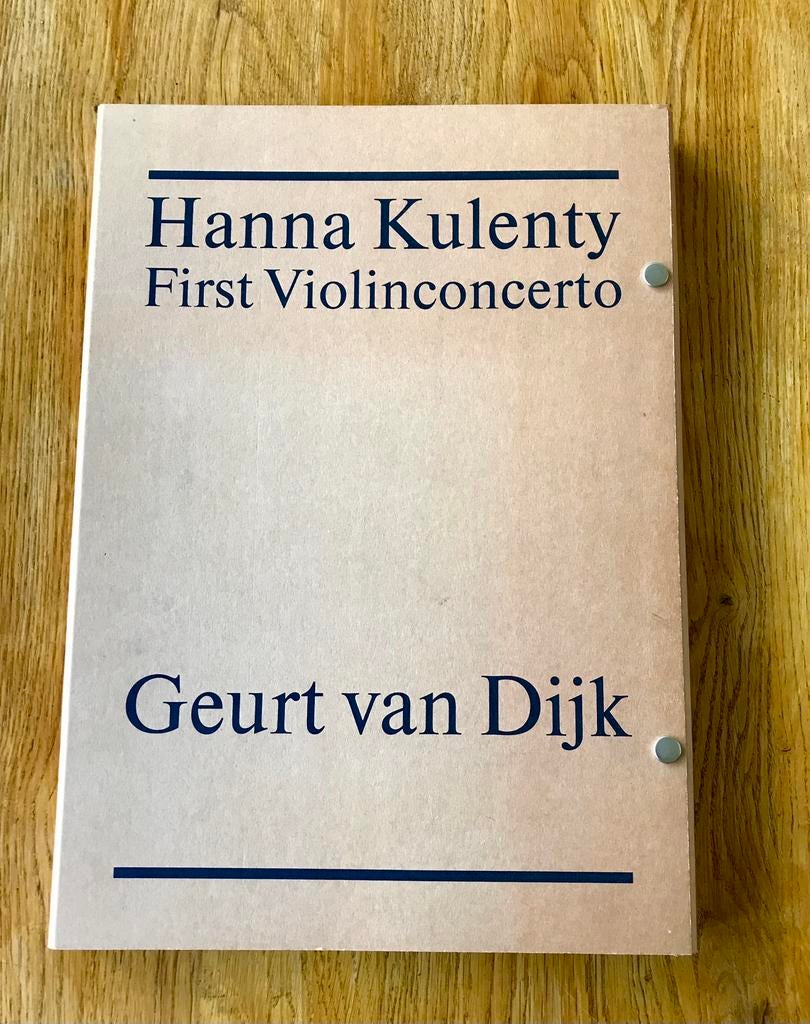 Hanna Kulenty
First Violinconcerto
Geurt van Dijk